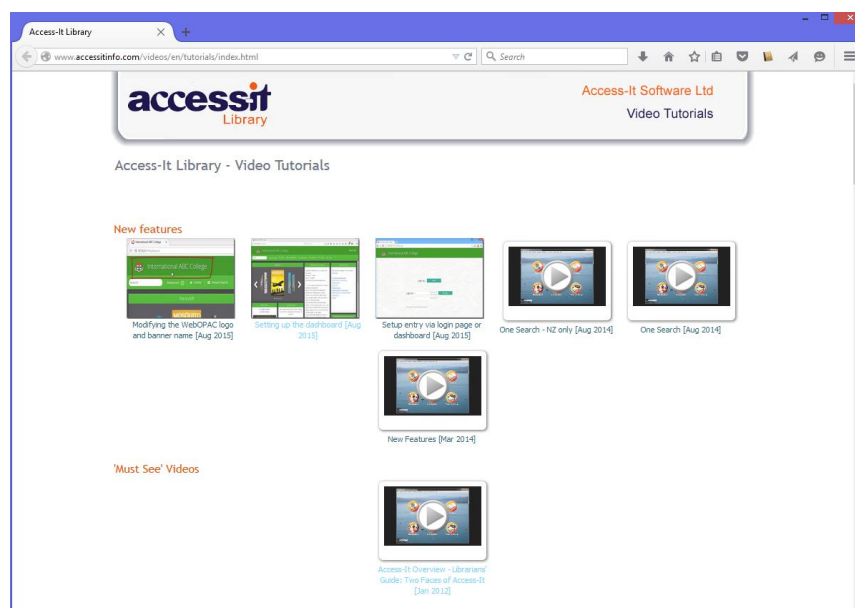 Access-It Library
www.accessitinfo.com/videos/en/tutorials/index.html
Search
accessit
Library
Access-It Software Ltd
Video Tutorials
Access-It Library - Video Tutorials
New features
International ABC College
Modifying the WebOPAC logo
and banner name [Aug 2015]
Setting up the dashboard [Aug
2015]
Setup entry via login page or
dashboard [Aug 2015]
One Search - NZ only [Aug 2014]
One Search [Aug 2014]
New Features [Mar 2014]
'Must See' Videos
Access-It Overview - Librarians'
Guide: Two Faces of Access-It
[Jan 2012]